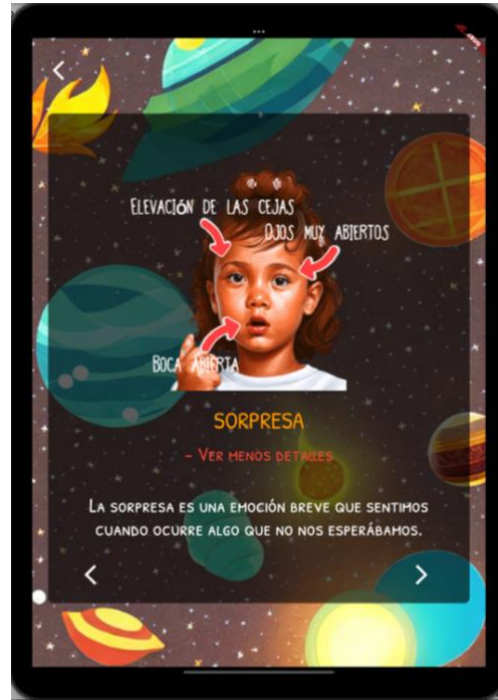 ELEVACIÓN DE LAS CEJAS
OJOS MUY ABIERTOS
BOCA ABIERTA
SORPRESA
- VER MENOS DETALLES
LA SORPRESA ES UNA EMOCIÓN BREVE QUE SENTIMOS
CUANDO OCURRE ALGO QUE NO NOS ESPERÁBAMOS.